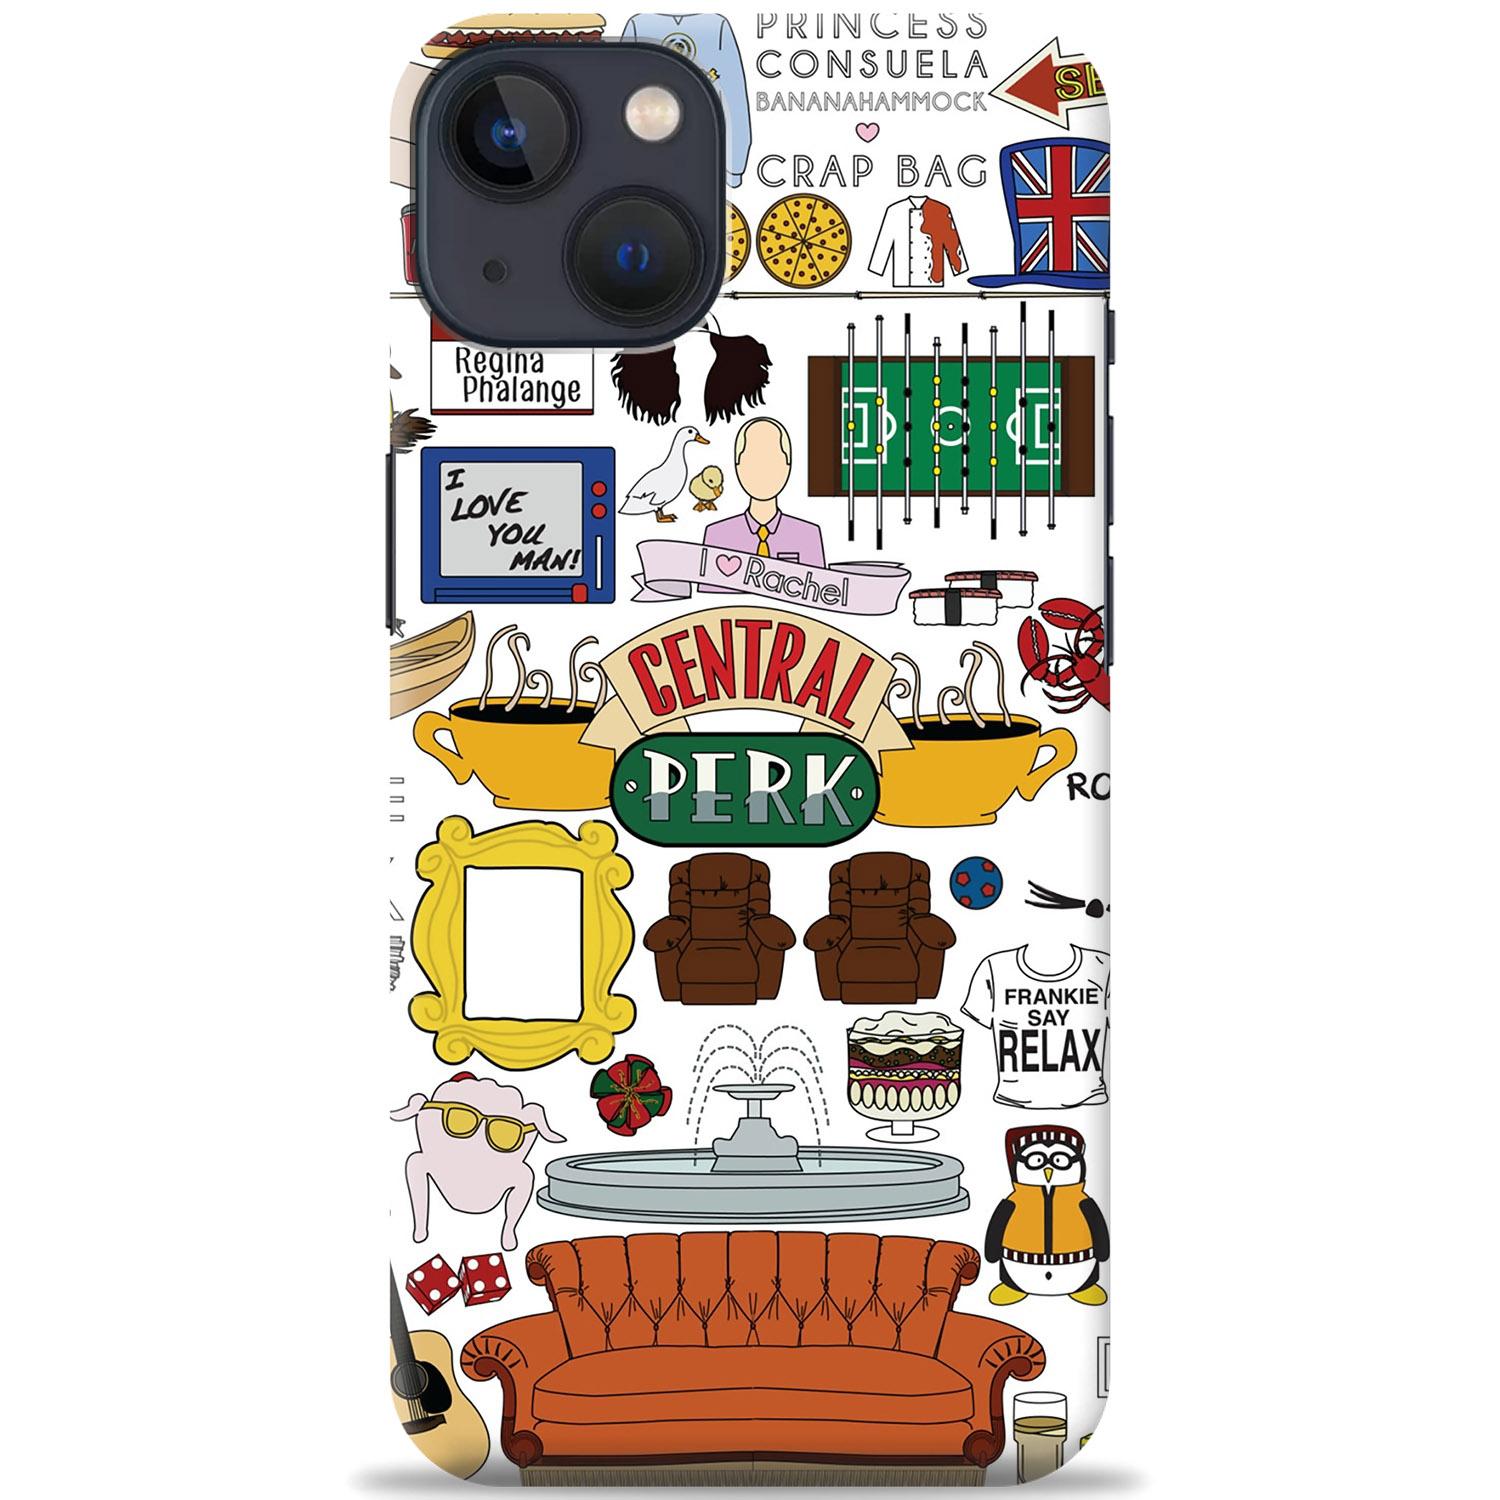 PRINCESS
CONSUELA
BANANAHAMMOCK
CRAP BAG
Regina
Phalange
I
LOVE
YOU
MAN!
I ♥ Rachel
CENTRAL
PERK
FRANKIE
SAY
RELAX